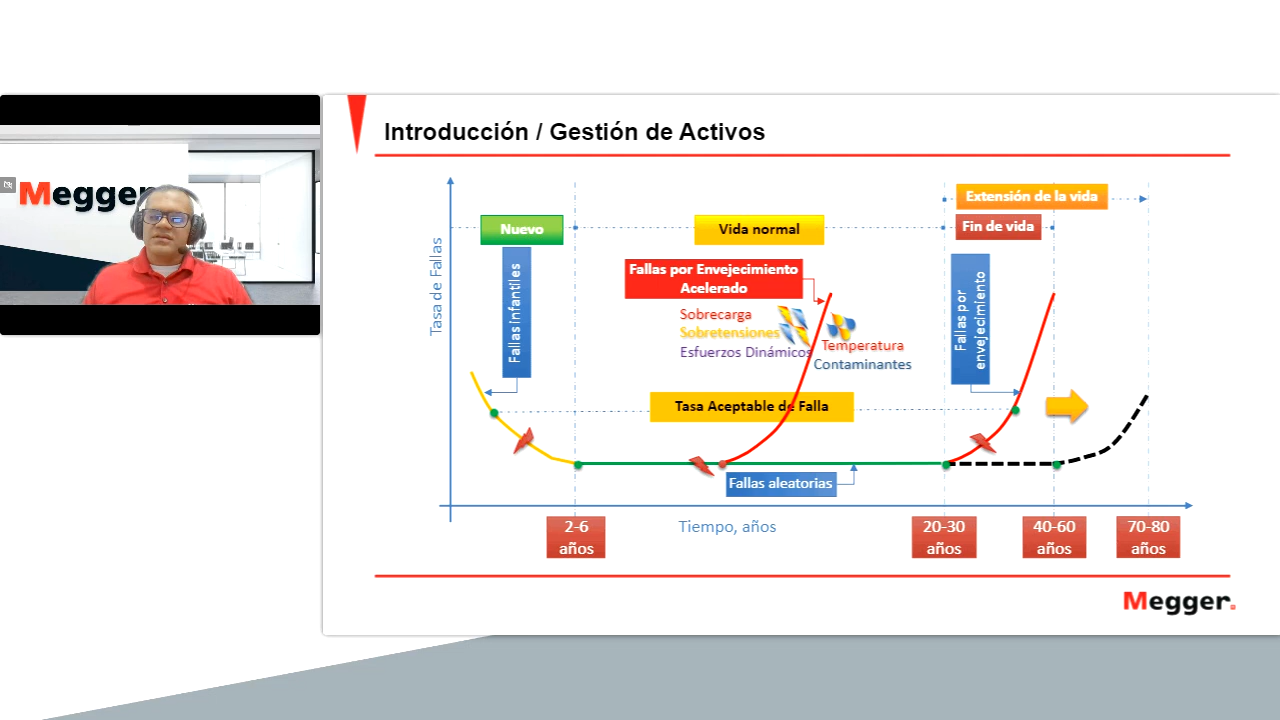 Megge
Introducción / Gestión de Activos
Extensión de la vida
Nuevo
Vida normal
Fin de vida
Tasa de Fallas
Fallas Infantiles
Fallas por Envejecimiento
Acelerado
Fallas por
envejecimiento
Sobrecarga
Sobretensiones
Esfuerzos Dinámicos
Temperatura
Contaminantes
Tasa Aceptable de Falla
Fallas aleatorias
Tiempo, años
2-6
años
20-30
años
40-60
años
70-80
años
Megger.